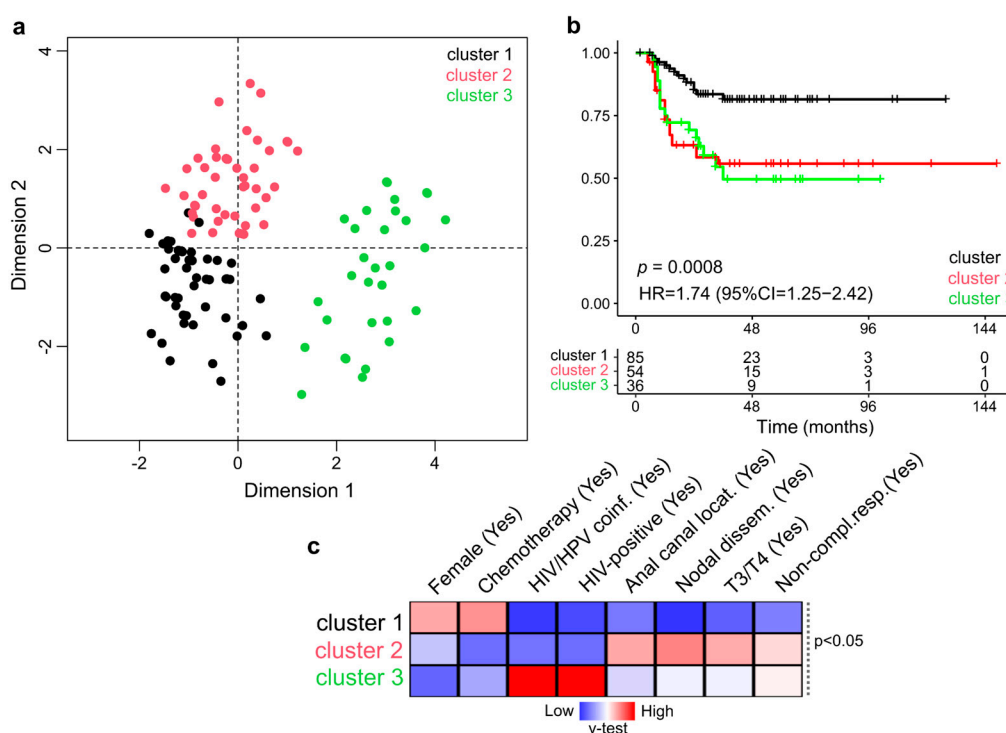 a
cluster 1
cluster 2
cluster 3
4
2
0
-2
Dimension 2
-2
0
2
4
Dimension 1
b
1.00
0.75
0.50
0.25
0.00
p = 0.0008
HR=1.74 (95%CI=1.25−2.42)
cluster
cluster
cluster
0
48
96
144
cluster 1 85 23 3 0
cluster 2 54 15 3 1
cluster 3 36 9 1 0
0
48
96
144
Time (months)
c
Female (Yes)
Chemotherapy (Yes)
HIV/HPV coinf. (Yes)
HIV-positive (Yes)
Anal canal locat. (Yes)
Nodal dissem. (Yes)
T3/T4 (Yes)
Non-compl.resp.(Yes)
cluster 1
cluster 2
cluster 3
p<0.05
Low
High
v-test